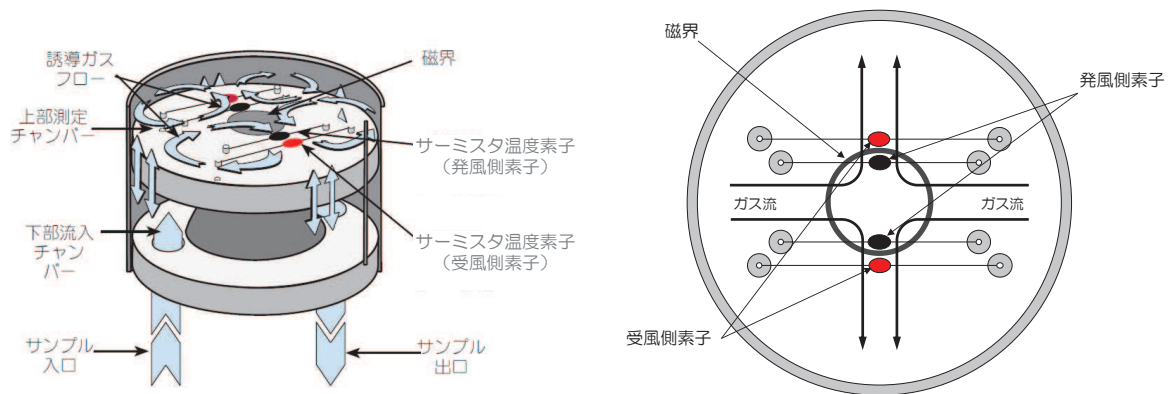 誘導ガス
フロー
磁界
上部測定
チャンバー
サーミスタ温度素子
（発風側素子）
下部流入
チャン
バー
サーミスタ温度素子
（受風側素子）
サンプル
入口
サンプル
出口
磁界
発風側素子
ガス流
ガス流
受風側素子